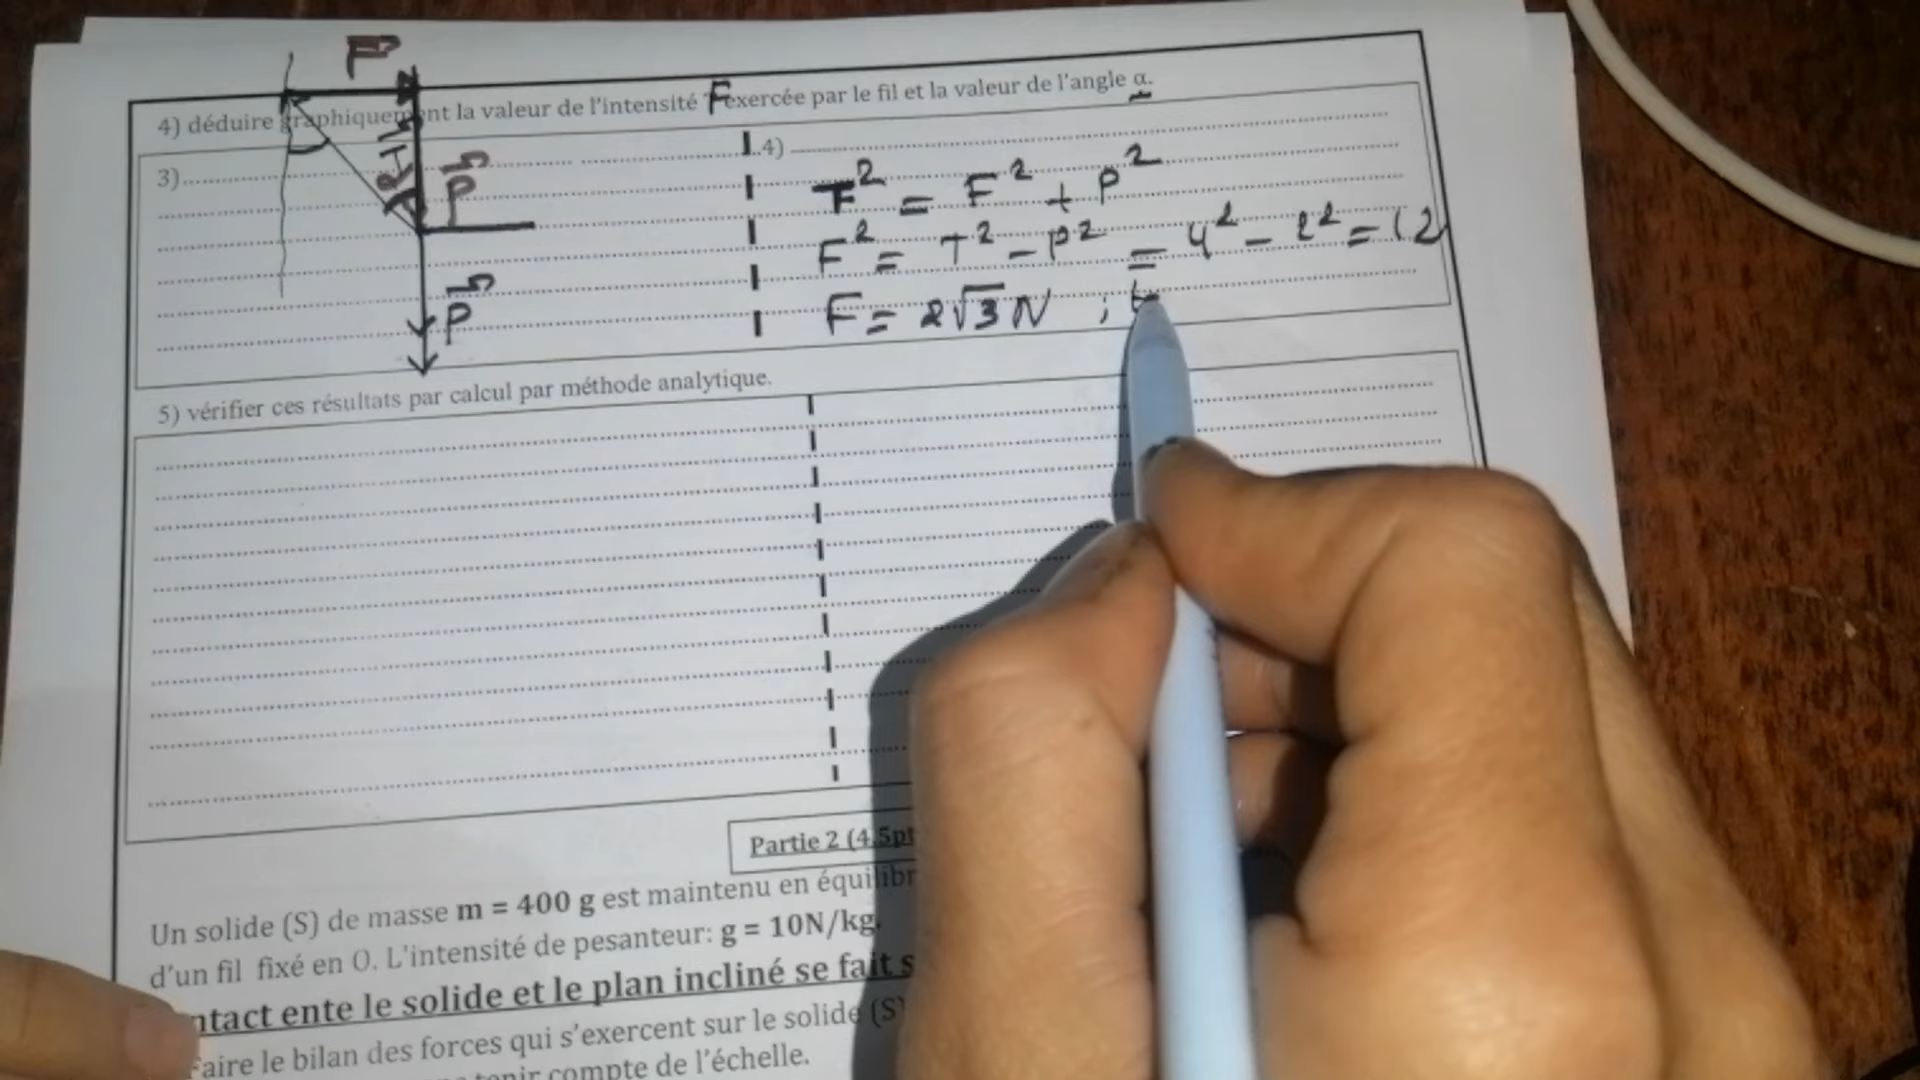 F
4) déduire graphiquement la valeur de l'intensité F exercée par le fil et la valeur de l'angle α.
3)
4)
P
P
T² = F² + P²
F² = T² - P² = 4² - 2² = 12
F = 2√3 N ; t
5) vérifier ces résultats par calcul par méthode analytique.
Partie 2 (4,5pt
Un solide (S) de masse m = 400 g est maintenu en équilibr
d'un fil fixé en O. L'intensité de pesanteur: g = 10N/kg.
ntact ente le solide et le plan incliné se fait s
Faire le bilan des forces qui s'exercent sur le solide (S)
tenir compte de l'échelle.